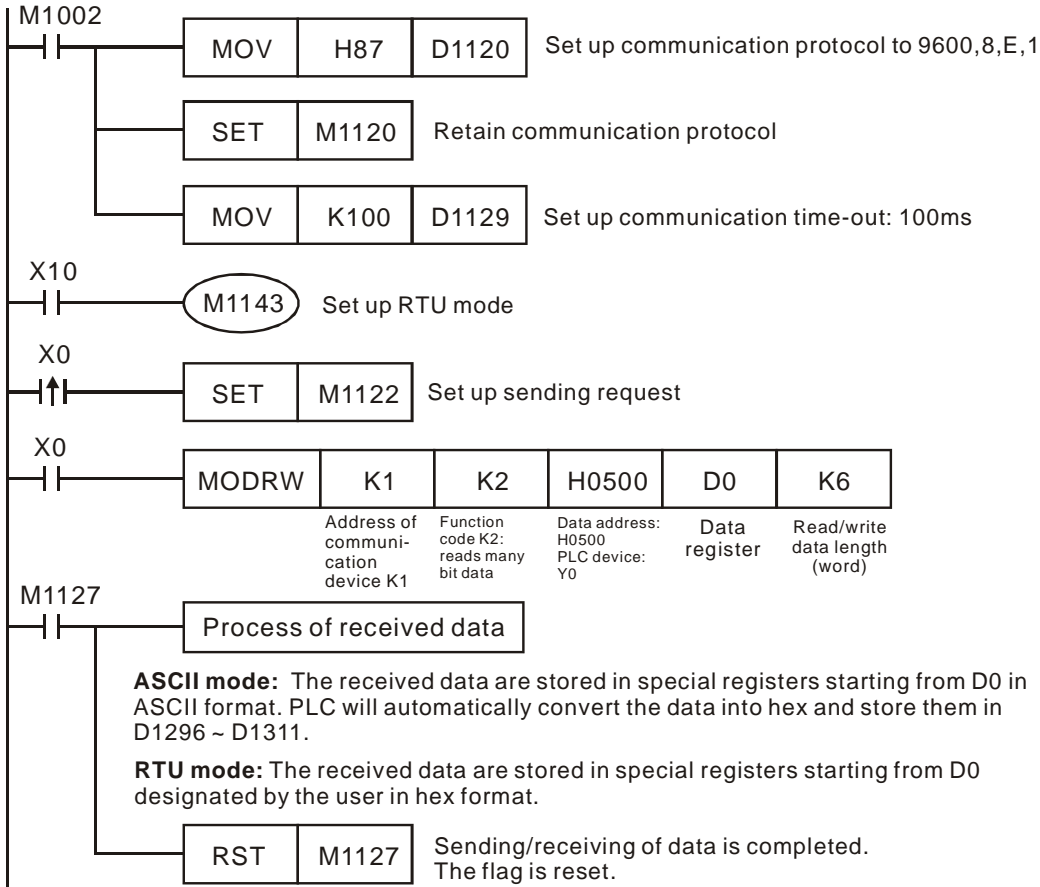 M1002
MOV H87 D1120 Set up communication protocol to 9600,8,E,1
SET M1120 Retain communication protocol
MOV K100 D1129 Set up communication time-out: 100ms
X10
M1143 Set up RTU mode
X0
SET M1122 Set up sending request
X0
MODRW K1 K2 H0500 D0 K6
Address of
communi-
cation
device K1
Function
code K2:
reads many
bit data
Data address:
H0500
PLC device:
Y0
Data
register
Read/write
data length
(word)
M1127
Process of received data
ASCII mode: The received data are stored in special registers starting from D0 in
ASCII format. PLC will automatically convert the data into hex and store them in
D1296 ~ D1311.
RTU mode: The received data are stored in special registers starting from D0
designated by the user in hex format.
RST M1127
Sending/receiving of data is completed.
The flag is reset.